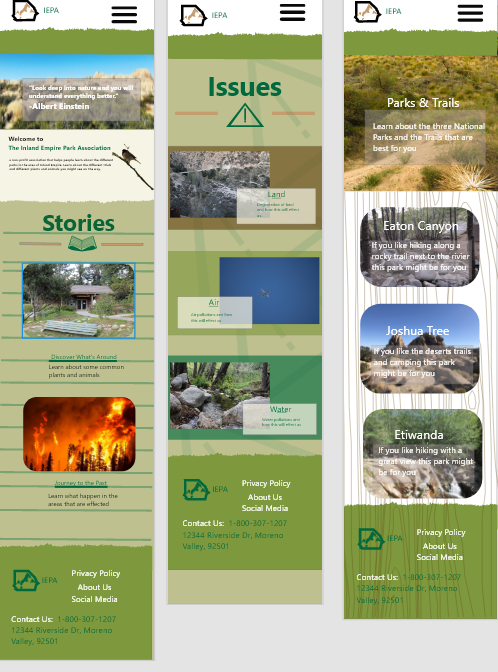 IEPA
"Look deep into nature and you will
understand everything better."
-Albert Einstein
Welcome to
The Inland Empire Park Association
Stories
Discover What's Around
Learn about some common
plants and animals
Journey to the Past
Learn what happen in the
areas that are effected
IEPA
Privacy Policy
About Us
Social Media
Contact Us: 1-800-307-1207
12344 Riverside Dr, Moreno
Valley, 92501
IEPA
Issues
Land
Air
Water
IEPA
Privacy Policy
About Us
Social Media
Contact Us: 1-800-307-1207
12344 Riverside Dr, Moreno
Valley, 92501
IEPA
Parks & Trails
Learn about the three National
Parks and the Trails that are
best for you
Eaton Canyon
If you like hiking along a
rocky trail next to the rivier
this park might be for you
Joshua Tree
If you like the deserts trails
and camping this park
might be for you
Etiwanda
If you like hiking with a
great view this park might
be for you
IEPA
Privacy Policy
About Us
Social Media
Contact Us: 1-800-307-1207
12344 Riverside Dr, Moreno
Valley, 92501